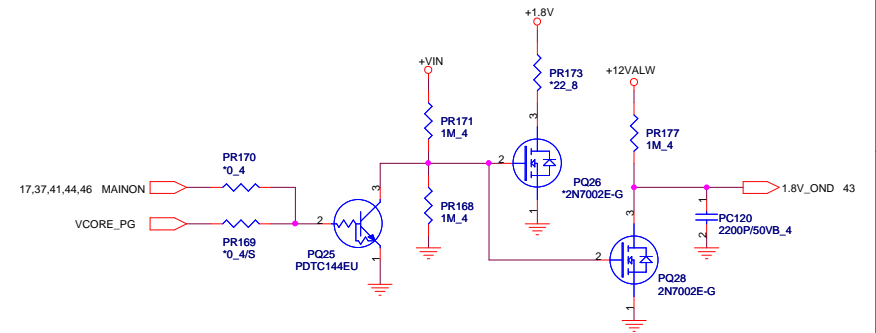 +1.8V
+VIN
+12VALW
PR173
*22_8
3
PR171
1M_4
PR177
1M_4
PR170
*0_4
2
17,37,41,44,46 MAINON
3
PQ26
*2N7002E-G
1.8V_OND 43
PR168
1M_4
1
3
1
PC120
2200P/50VB_4
2
VCORE_PG
2
PR169
*0_4/S
PQ25
PDTC144EU
1
2
PQ28
2N7002E-G
1